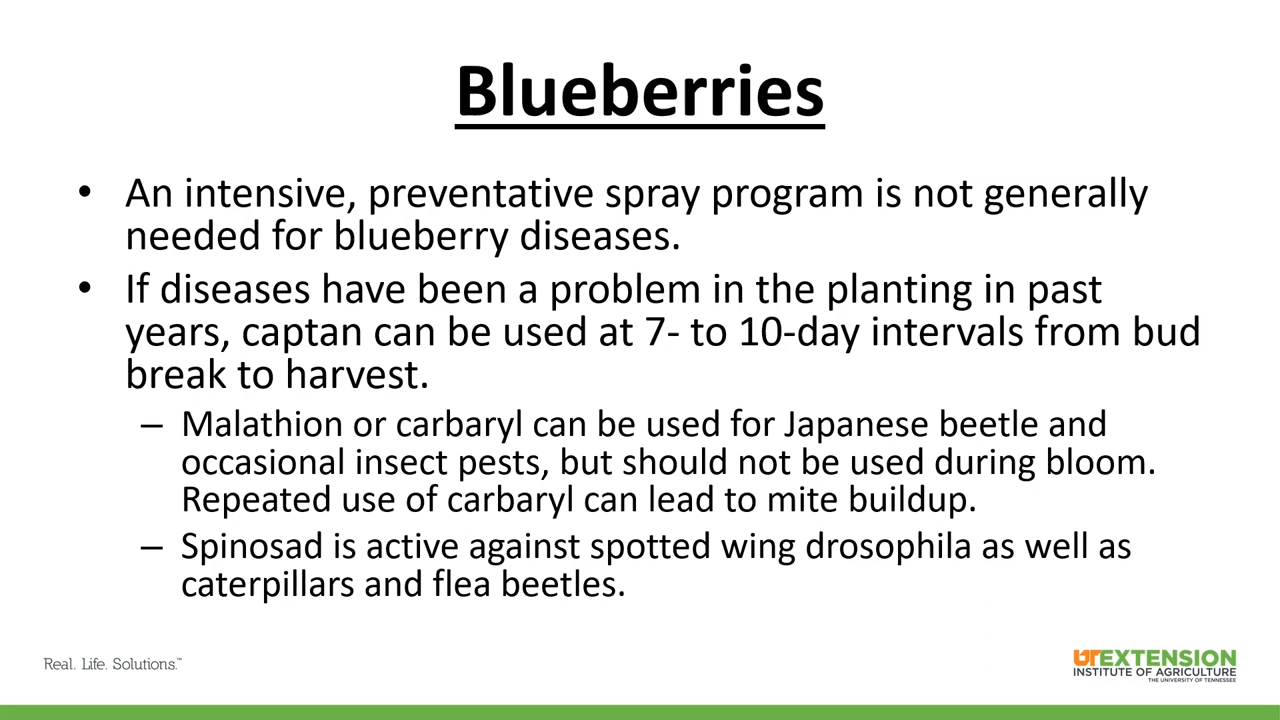 Blueberries
• An intensive, preventative spray program is not generally
needed for blueberry diseases.
• If diseases have been a problem in the planting in past
years, captan can be used at 7- to 10-day intervals from bud
break to harvest.
– Malathion or carbaryl can be used for Japanese beetle and
occasional insect pests, but should not be used during bloom.
Repeated use of carbaryl can lead to mite buildup.
– Spinosad is active against spotted wing drosophila as well as
caterpillars and flea beetles.
Real. Life. Solutions.™
UT EXTENSION
INSTITUTE OF AGRICULTURE
THE UNIVERSITY OF TENNESSEE